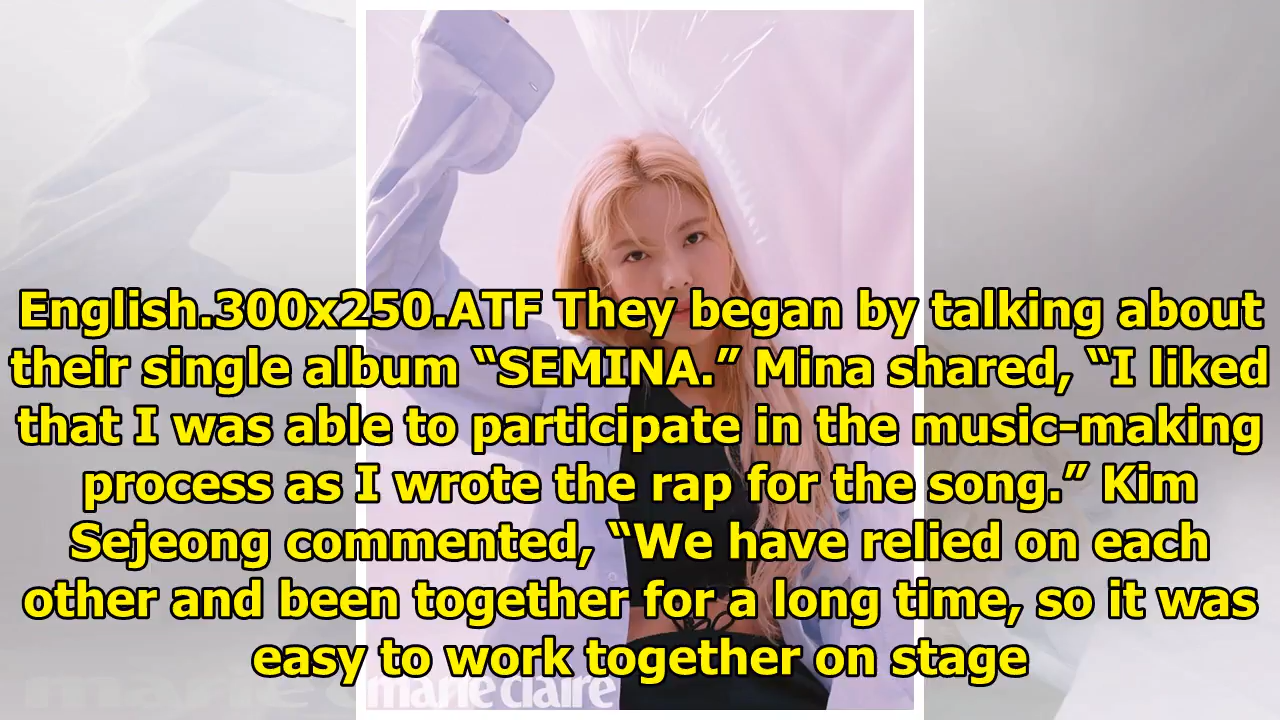 English.300x250.ATF They began by talking about
their single album “SEMINA.” Mina shared, “I liked
that I was able to participate in the music-making
process as I wrote the rap for the song.” Kim
Sejeong commented, “We have relied on each
other and been together for a long time, so it was
easy to work together on stage
marie claire